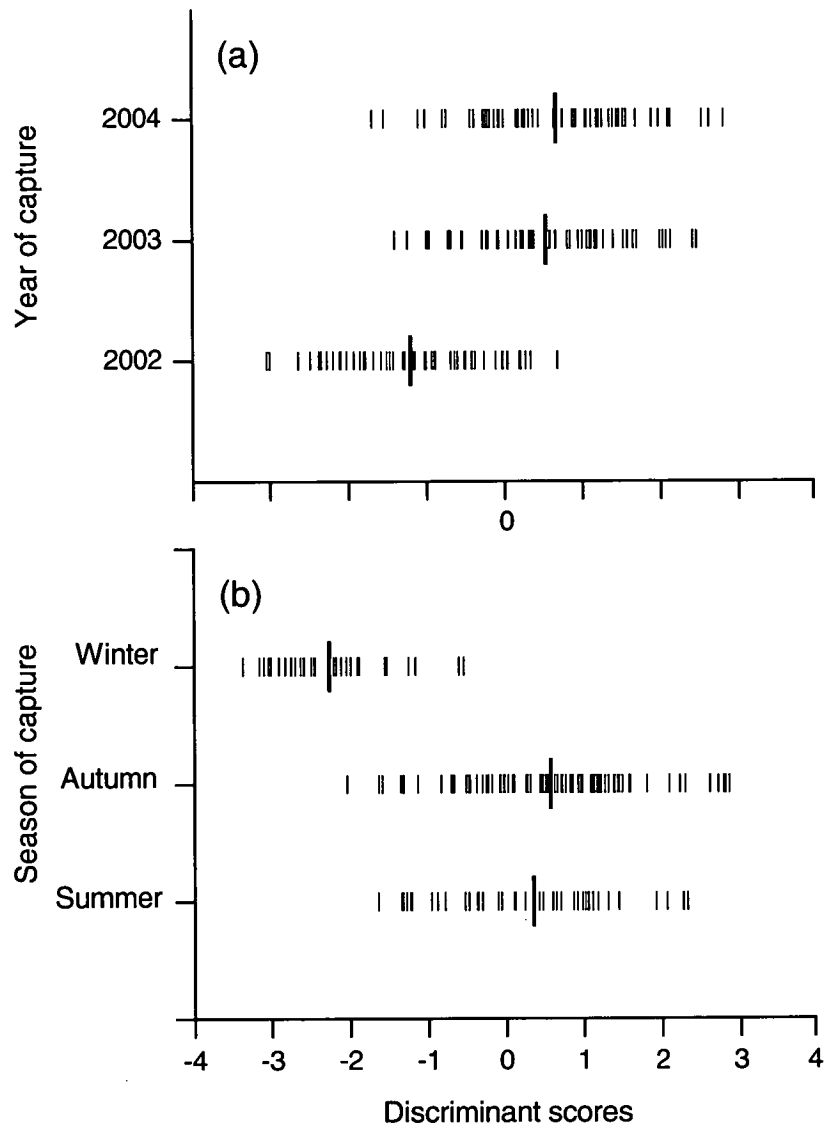 (a)
Year of capture
2004
2003
2002
0
(b)
Season of capture
Winter
Autumn
Summer
-4 -3 -2 -1 0 1 2 3 4
Discriminant scores